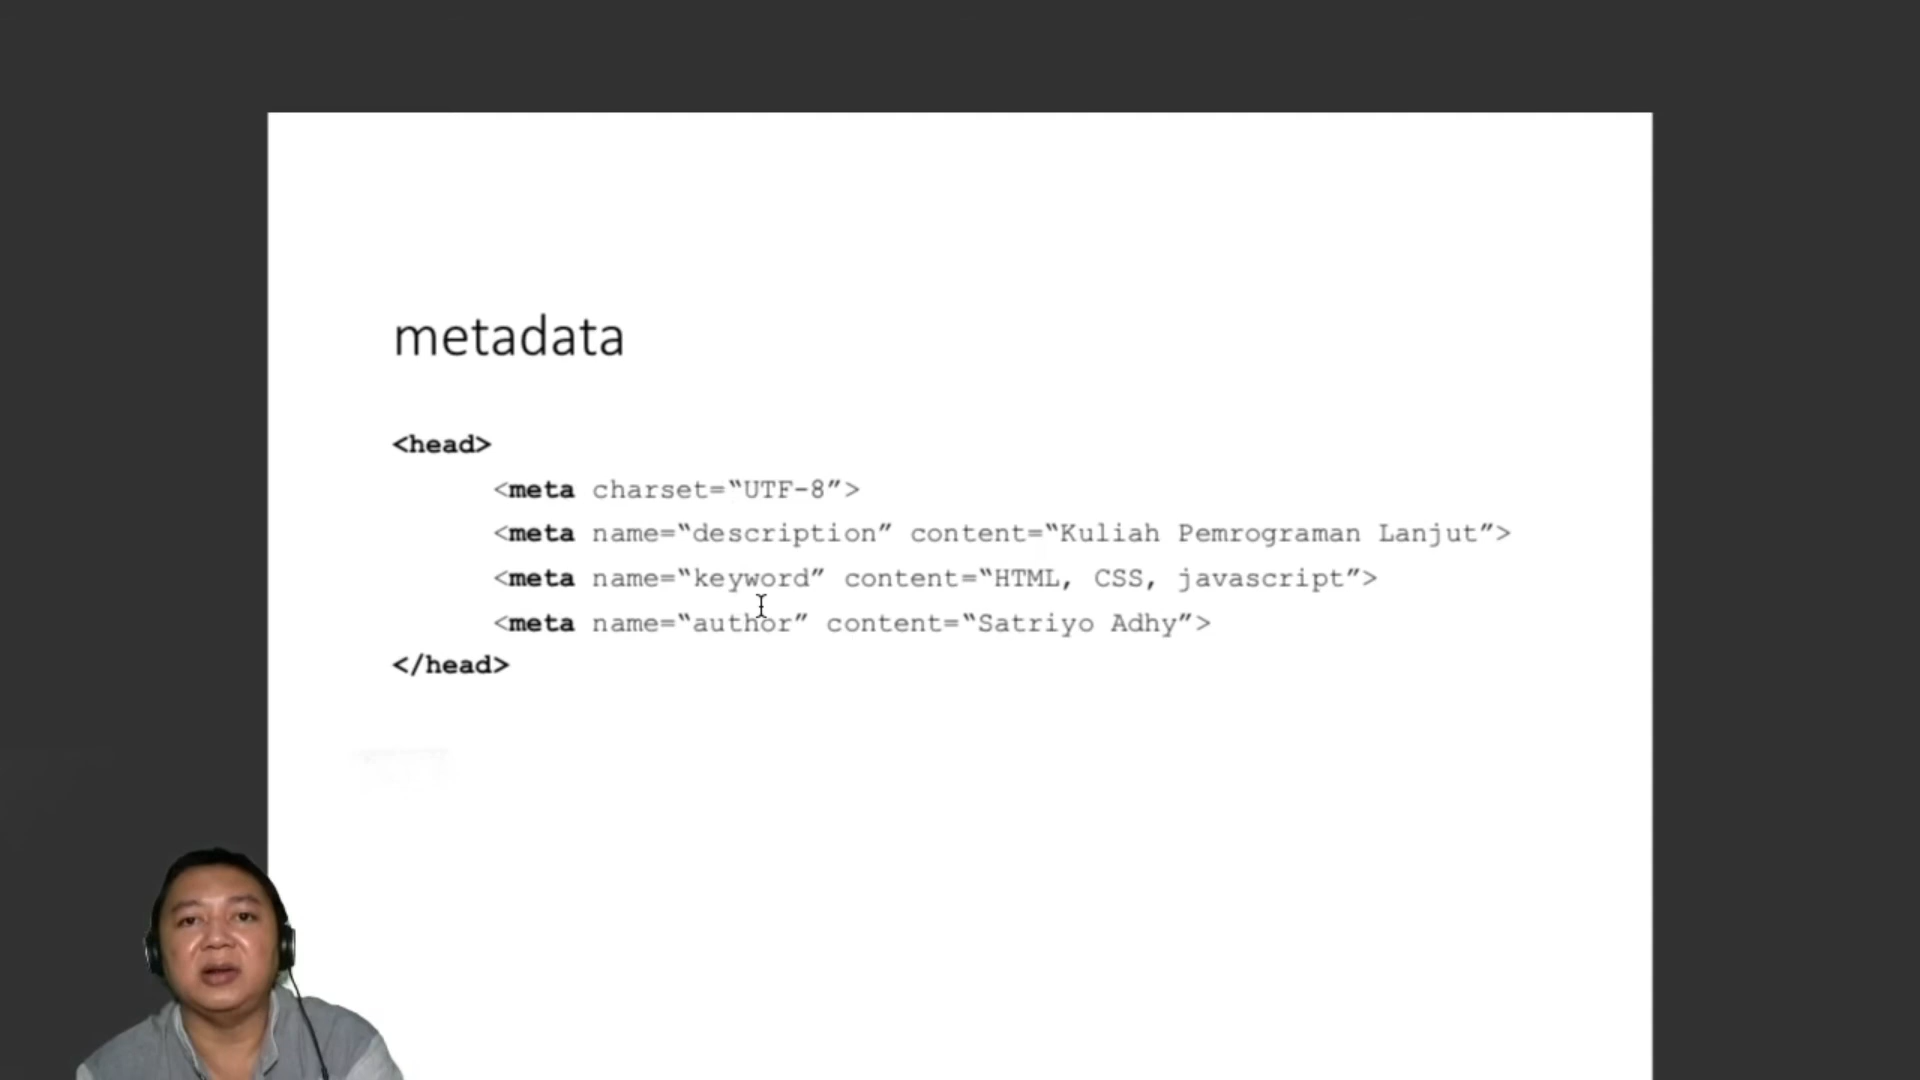 metadata
<head>
<meta charset=“UTF-8”>
<meta name=“description” content=“Kuliah Pemrograman Lanjut”>
<meta name=“keyword” content=“HTML, CSS, javascript”>
<meta name=“author” content=“Satriyo Adhy”>
</head>